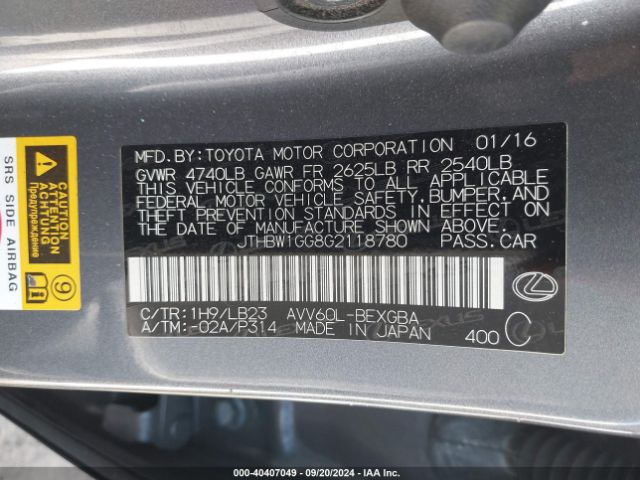 MFD.BY:TOYOTA MOTOR CORPORATION 01/16
GVWR 4740LB GAWR FR 2625LB RR 2540LB
THIS VEHICLE CONFORMS TO ALL APPLICABLE
FEDERAL MOTOR VEHICLE SAFETY,BUMPER,AND
THEFT PREVENTION STANDARDS IN EFFECT ON
THE DATE OF MANUFACTURE SHOWN ABOVE.
JTHBW1GG8G2118780 PASS.CAR
C/TR:1H9/LB23 AVV60L-BEXGBA
A/TM:-02A/P314 MADE IN JAPAN 400 C
SRS SIDE AIRBAG
CAUTION
ATTENTION
ACHTUNG
Предупреждение
9
000-40407049 - 09/20/2024 - IAA Inc.